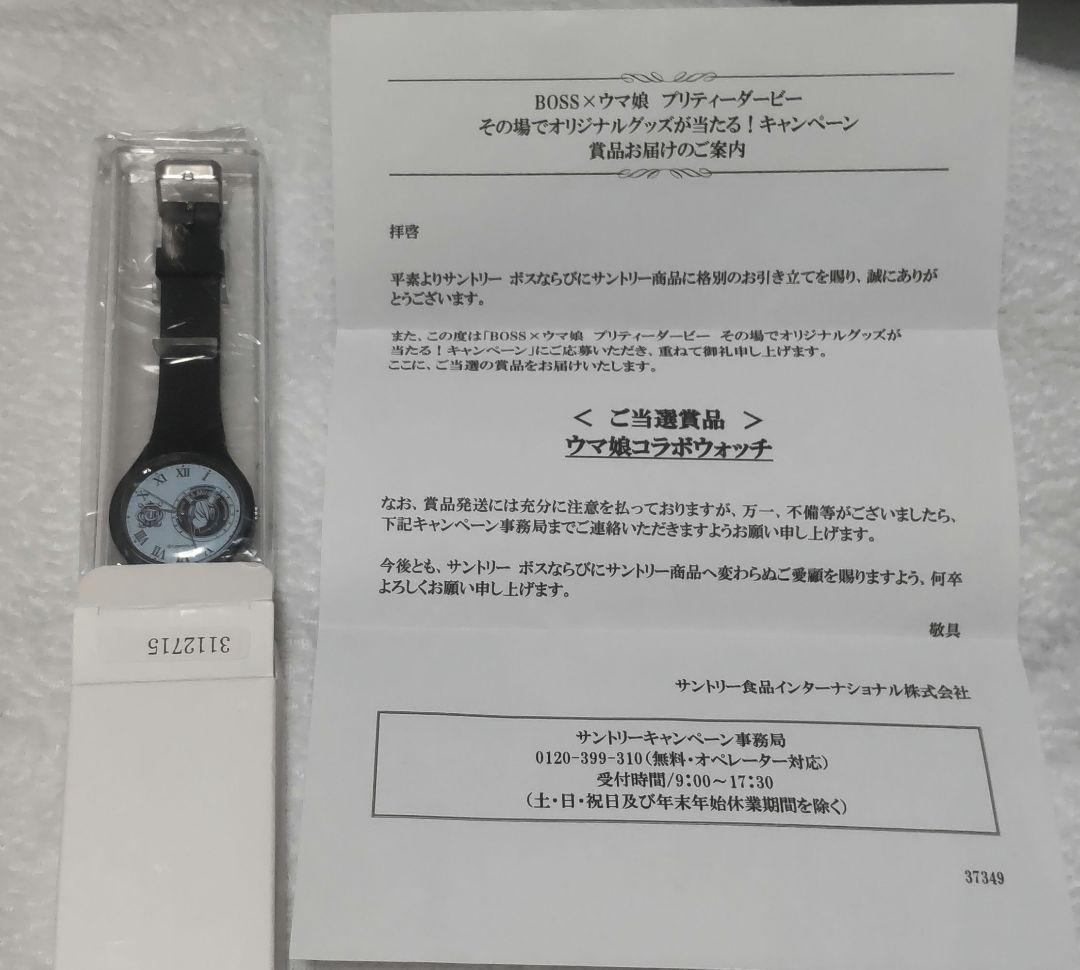 BOSS×ウマ娘 プリティーダービー
その場でオリジナルグッズが当たる！キャンペーン
賞品お届けのご案内
拝啓
平素よりサントリー ボスならびにサントリー商品に格別のお引き立てを賜り、誠にありが
とうございます。
また、この度は「BOSS×ウマ娘 プリティーダービー その場でオリジナルグッズが
当たる！キャンペーン」にご応募いただき、重ねて御礼申し上げます。
ここに、ご当選の賞品をお届けいたします。
＜ ご当選賞品 ＞
ウマ娘コラボウォッチ
なお、賞品発送には充分に注意を払っておりますが、万一、不備等がございましたら、
下記キャンペーン事務局までご連絡いただきますようお願い申し上げます。
今後とも、サントリー ボスならびにサントリー商品へ変わらぬご愛顧を賜りますよう、何卒
よろしくお願い申し上げます。
敬具
サントリー食品インターナショナル株式会社
サントリーキャンペーン事務局
0120-399-310（無料・オペレーター対応）
受付時間/9：00～17：30
（土・日・祝日及び年末年始休業期間を除く）
37349
XII
I
XI
X
VIII
VII
VI
V
3112715